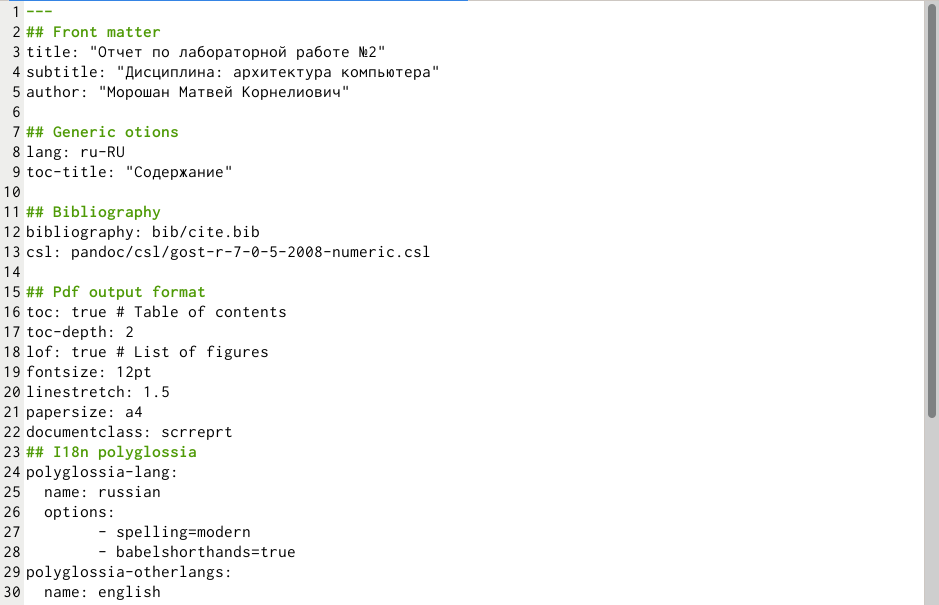 1 ---
2 ## Front matter
3 title: "Отчет по лабораторной работе №2"
4 subtitle: "Дисциплина: архитектура компьютера"
5 author: "Морошан Матвей Корнелиович"
6
7 ## Generic otions
8 lang: ru-RU
9 toc-title: "Содержание"
10
11 ## Bibliography
12 bibliography: bib/cite.bib
13 csl: pandoc/csl/gost-r-7-0-5-2008-numeric.csl
14
15 ## Pdf output format
16 toc: true # Table of contents
17 toc-depth: 2
18 lof: true # List of figures
19 fontsize: 12pt
20 linestretch: 1.5
21 papersize: a4
22 documentclass: scrreprt
23 ## I18n polyglossia
24 polyglossia-lang:
25   name: russian
26   options:
27         - spelling=modern
28         - babelshorthands=true
29 polyglossia-otherlangs:
30   name: english